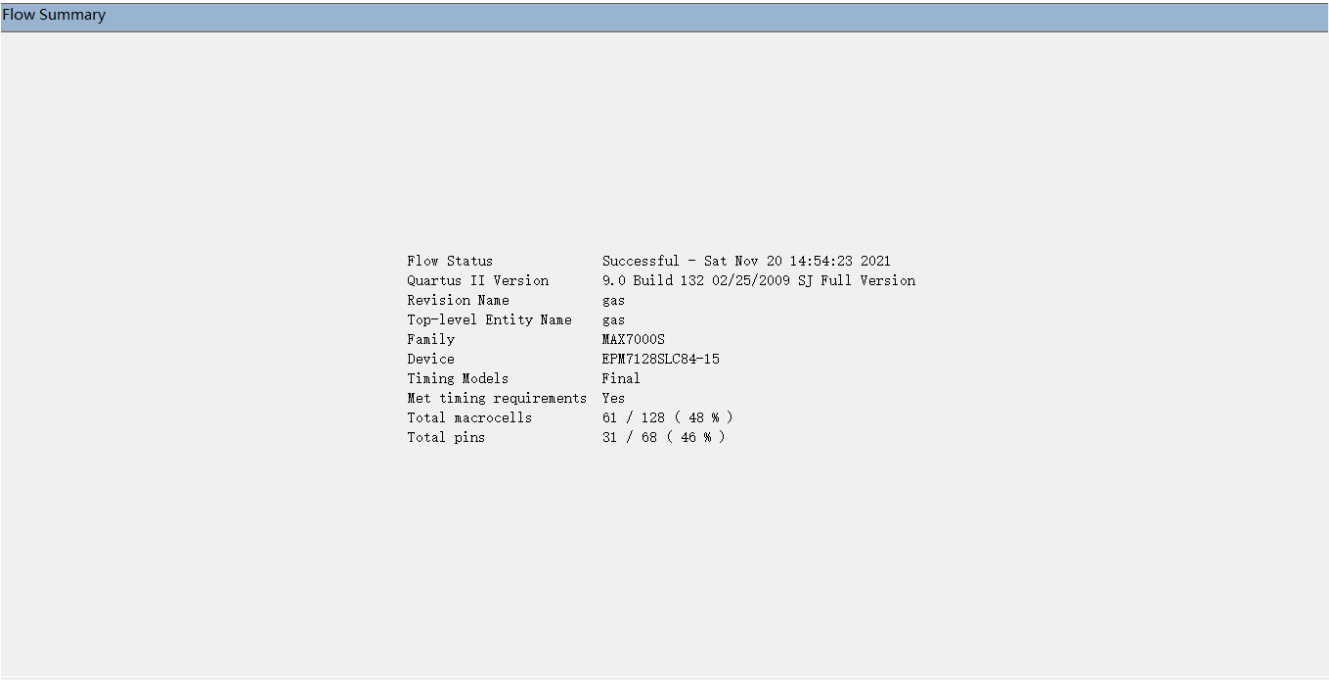 Flow Summary
Flow Status Successful - Sat Nov 20 14:54:23 2021
Quartus II Version 9.0 Build 132 02/25/2009 SJ Full Version
Revision Name gas
Top-level Entity Name gas
Family MAX7000S
Device EPM7128SLC84-15
Timing Models Final
Met timing requirements Yes
Total macrocells 61 / 128 ( 48 % )
Total pins 31 / 68 ( 46 % )